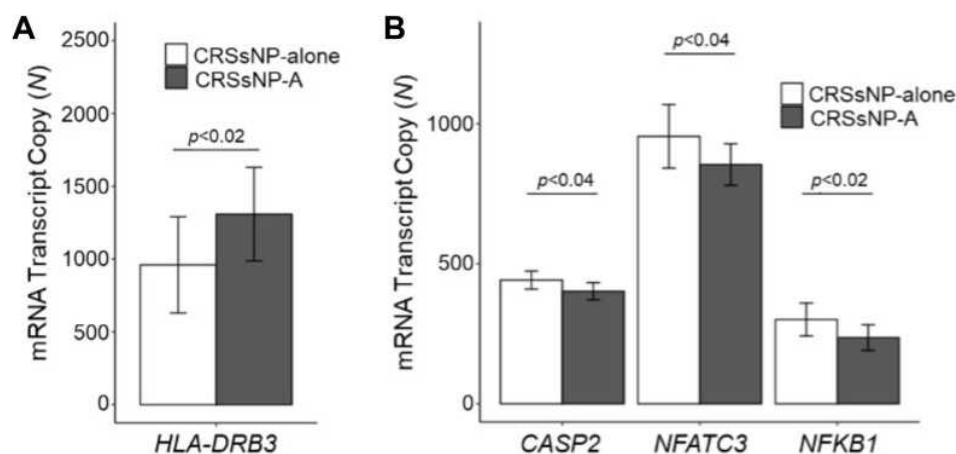 A
mRNA Transcript Copy (N)
2500
2000
1500
1000
500
0
CRSsNP-alone
CRSsNP-A
p<0.02
HLA-DRB3
B
mRNA Transcript Copy (N)
1000
500
0
p<0.04
CRSsNP-alone
CRSsNP-A
p<0.04
p<0.02
CASP2
NFATC3
NFKB1